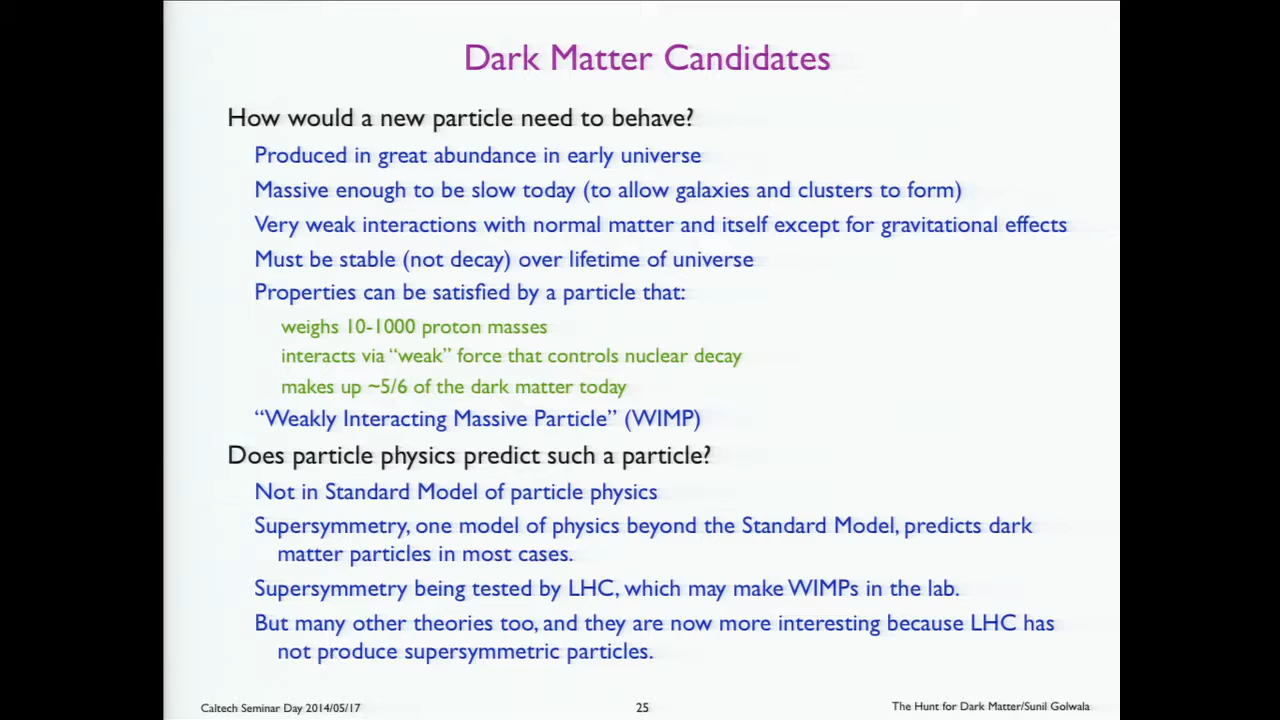 Dark Matter Candidates
How would a new particle need to behave?
Produced in great abundance in early universe
Massive enough to be slow today (to allow galaxies and clusters to form)
Very weak interactions with normal matter and itself except for gravitational effects
Must be stable (not decay) over lifetime of universe
Properties can be satisfied by a particle that:
weighs 10-1000 proton masses
interacts via “weak” force that controls nuclear decay
makes up ~5/6 of the dark matter today
“Weakly Interacting Massive Particle” (WIMP)
Does particle physics predict such a particle?
Not in Standard Model of particle physics
Supersymmetry, one model of physics beyond the Standard Model, predicts dark
matter particles in most cases.
Supersymmetry being tested by LHC, which may make WIMPs in the lab.
But many other theories too, and they are now more interesting because LHC has
not produce supersymmetric particles.
Caltech Seminar Day 2014/05/17
25
The Hunt for Dark Matter/Sunil Golwala